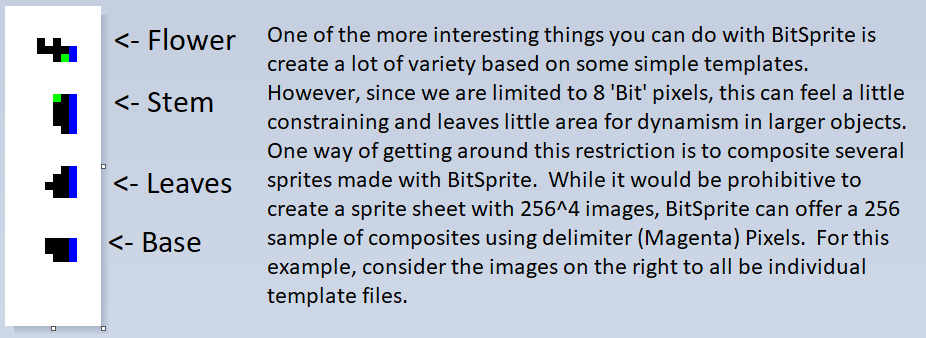 <- Flower
<- Stem
<- Leaves
<- Base
One of the more interesting things you can do with BitSprite is
create a lot of variety based on some simple templates.
However, since we are limited to 8 'Bit' pixels, this can feel a little
constraining and leaves little area for dynamism in larger objects.
One way of getting around this restriction is to composite several
sprites made with BitSprite.  While it would be prohibitive to
create a sprite sheet with 256^4 images, BitSprite can offer a 256
sample of composites using delimiter (Magenta) Pixels.  For this
example, consider the images on the right to all be individual
template files.